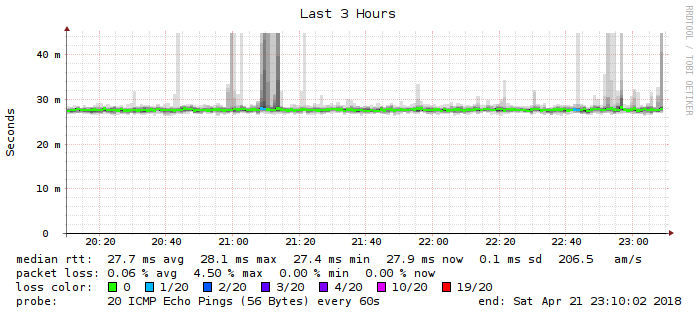 Last 3 Hours
RRDTOOL / TOBI OETIKER
Seconds
40 m
30 m
20 m
10 m
0
20:20 20:40 21:00 21:20 21:40 22:00 22:20 22:40 23:00
median rtt: 27.7 ms avg 28.1 ms max 27.4 ms min 27.9 ms now 0.1 ms sd 206.5 am/s
packet loss: 0.06 % avg 4.50 % max 0.00 % min 0.00 % now
loss color: 0 1/20 2/20 3/20 4/20 10/20 19/20
probe: 20 ICMP Echo Pings (56 Bytes) every 60s end: Sat Apr 21 23:10:02 2018